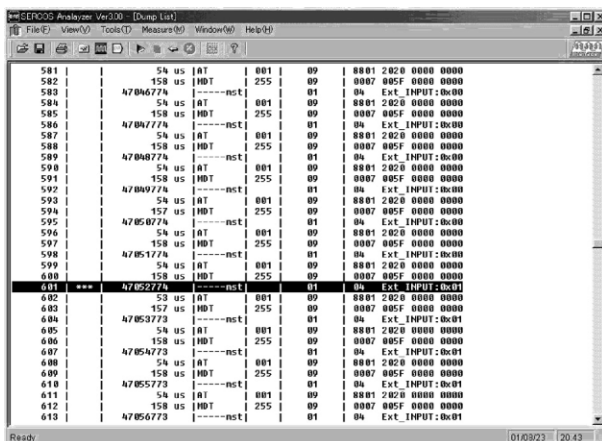 SERCOS Analayzer Ver3.00 - [Dump List]
File(F) View(V) Tools(T) Measure(M) Window(W) Help(H)
581 | | 54 us |AT | 001 | 09 | 8801 2020 0000 0000
582 | | 158 us |MDT | 255 | 09 | 0007 005F 0000 0000
583 | | 47046774 |-----mst| | 01 | 04 Ext_INPUT:0x00
584 | | 54 us |AT | 001 | 09 | 8801 2020 0000 0000
585 | | 158 us |MDT | 255 | 09 | 0007 005F 0000 0000
586 | | 47047774 |-----mst| | 01 | 04 Ext_INPUT:0x00
587 | | 54 us |AT | 001 | 09 | 8801 2020 0000 0000
588 | | 158 us |MDT | 255 | 09 | 0007 005F 0000 0000
589 | | 47048774 |-----mst| | 01 | 04 Ext_INPUT:0x00
590 | | 54 us |AT | 001 | 09 | 8801 2020 0000 0000
591 | | 158 us |MDT | 255 | 09 | 0007 005F 0000 0000
592 | | 47049774 |-----mst| | 01 | 04 Ext_INPUT:0x00
593 | | 54 us |AT | 001 | 09 | 8801 2020 0000 0000
594 | | 157 us |MDT | 255 | 09 | 0007 005F 0000 0000
595 | | 47050774 |-----mst| | 01 | 04 Ext_INPUT:0x00
596 | | 54 us |AT | 001 | 09 | 8801 2020 0000 0000
597 | | 158 us |MDT | 255 | 09 | 0007 005F 0000 0000
598 | | 47051774 |-----mst| | 01 | 04 Ext_INPUT:0x00
599 | | 54 us |AT | 001 | 09 | 8801 2020 0000 0000
600 | | 158 us |MDT | 255 | 09 | 0007 005F 0000 0000
601 | *** | 47052774 |-----mst| | 01 | 04 Ext_INPUT:0x01
602 | | 53 us |AT | 001 | 09 | 8801 2020 0000 0000
603 | | 157 us |MDT | 255 | 09 | 0007 005F 0000 0000
604 | | 47053773 |-----mst| | 01 | 04 Ext_INPUT:0x01
605 | | 54 us |AT | 001 | 09 | 8801 2020 0000 0000
606 | | 158 us |MDT | 255 | 09 | 0007 005F 0000 0000
607 | | 47054773 |-----mst| | 01 | 04 Ext_INPUT:0x01
608 | | 54 us |AT | 001 | 09 | 8801 2020 0000 0000
609 | | 158 us |MDT | 255 | 09 | 0007 005F 0000 0000
610 | | 47055773 |-----mst| | 01 | 04 Ext_INPUT:0x01
611 | | 54 us |AT | 001 | 09 | 8801 2020 0000 0000
612 | | 158 us |MDT | 255 | 09 | 0007 005F 0000 0000
613 | | 47056773 |-----mst| | 01 | 04 Ext_INPUT:0x01
Ready 01/03/23 20:43